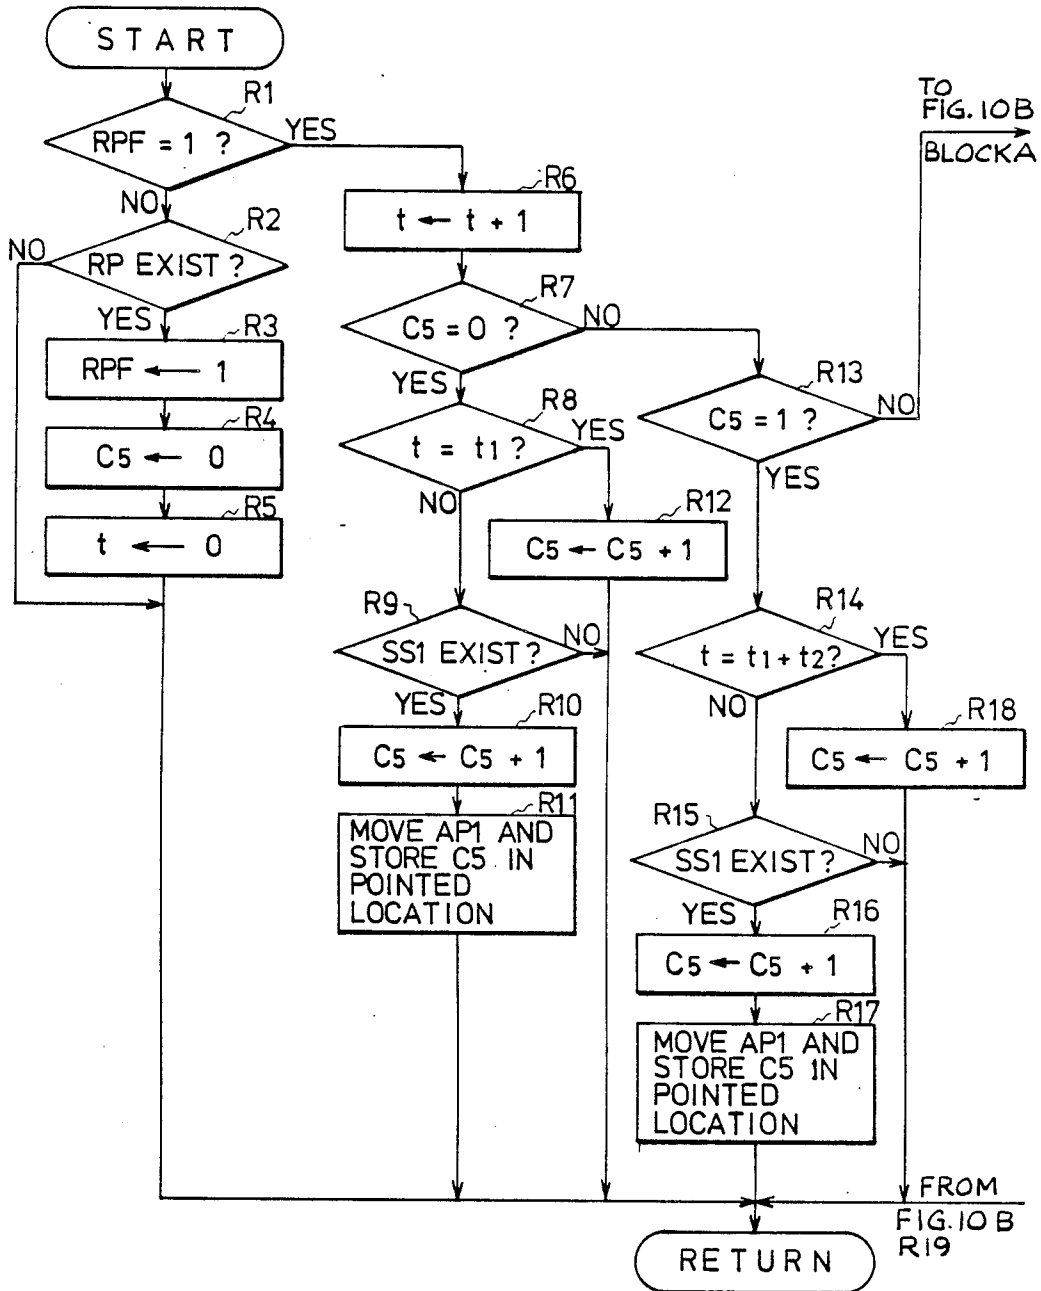 START
R1
RPF = 1 ?
YES
NO
R2
NO
RP EXIST ?
YES
R3
RPF ← 1
R4
C5 ← 0
R5
t ← 0
R6
t ← t + 1
R7
C5 = 0 ?
NO
YES
R8
t = t1 ?
YES
NO
R12
C5 ← C5 + 1
R9
SS1 EXIST ?
NO
YES
R10
C5 ← C5 + 1
R11
MOVE AP1 AND
STORE C5 IN
POINTED
LOCATION
TO
FIG. 10B
BLOCKA
R13
C5 = 1 ?
NO
YES
R14
t = t1 + t2?
YES
NO
R18
C5 ← C5 + 1
R15
SS1 EXIST ?
NO
YES
R16
C5 ← C5 + 1
R17
MOVE AP1 AND
STORE C5 IN
POINTED
LOCATION
FROM
FIG. 10 B
R19
RETURN